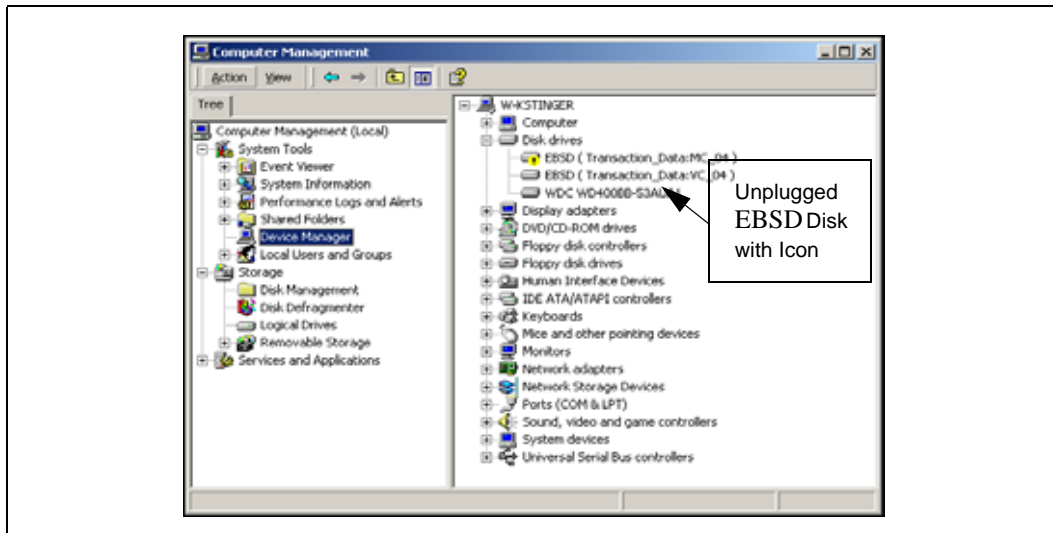 Computer Management
Action View
Tree
Computer Management (Local)
System Tools
Event Viewer
System Information
Performance Logs and Alerts
Shared Folders
Device Manager
Local Users and Groups
Storage
Disk Management
Disk Defragmenter
Logical Drives
Removable Storage
Services and Applications
W-KSTINGER
Computer
Disk drives
EBSD ( Transaction_Data:MC_04 )
EBSD ( Transaction_Data:VC_04 )
WDC WD400BB-53AU
Display adapters
DVD/CD-ROM drives
Floppy disk controllers
Floppy disk drives
Human Interface Devices
IDE ATA/ATAPI controllers
Keyboards
Mice and other pointing devices
Monitors
Network adapters
Network Storage Devices
Ports (COM & LPT)
Sound, video and game controllers
System devices
Universal Serial Bus controllers
Unplugged
EBSD Disk
with Icon